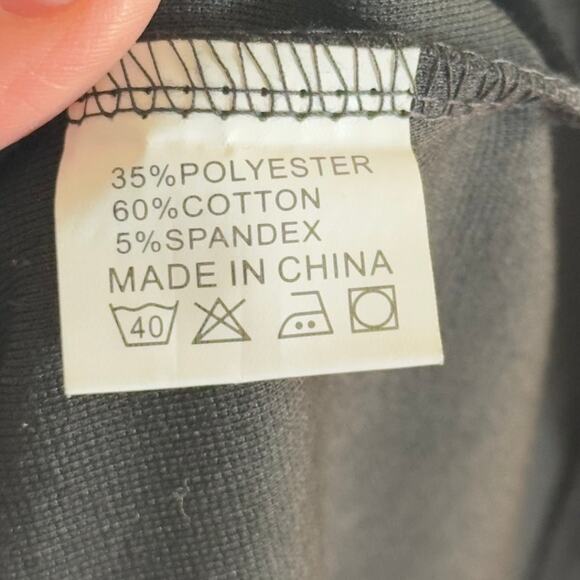 35%POLYESTER
60%COTTON
5%SPANDEX
MADE IN CHINA
40